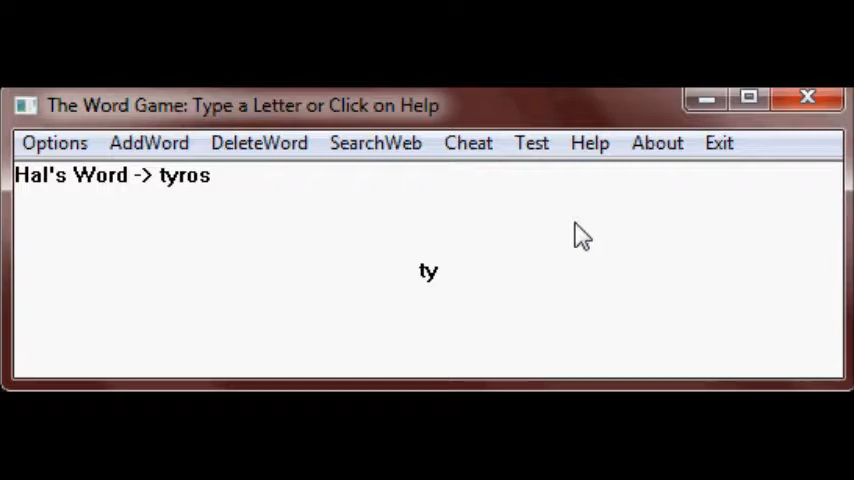 The Word Game: Type a Letter or Click on Help
Options AddWord DeleteWord SearchWeb Cheat Test Help About Exit
Hal's Word -> tyros
ty